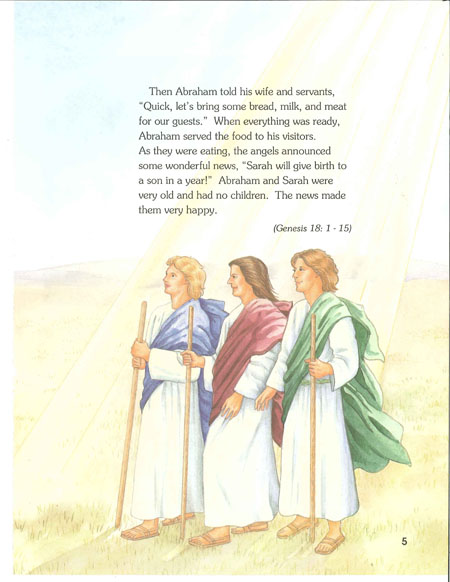 Then Abraham told his wife and servants,
“Quick, let’s bring some bread, milk, and meat
for our guests.” When everything was ready,
Abraham served the food to his visitors.
As they were eating, the angels announced
some wonderful news, “Sarah will give birth to
a son in a year!” Abraham and Sarah were
very old and had no children. The news made
them very happy.
(Genesis 18: 1 - 15)
5